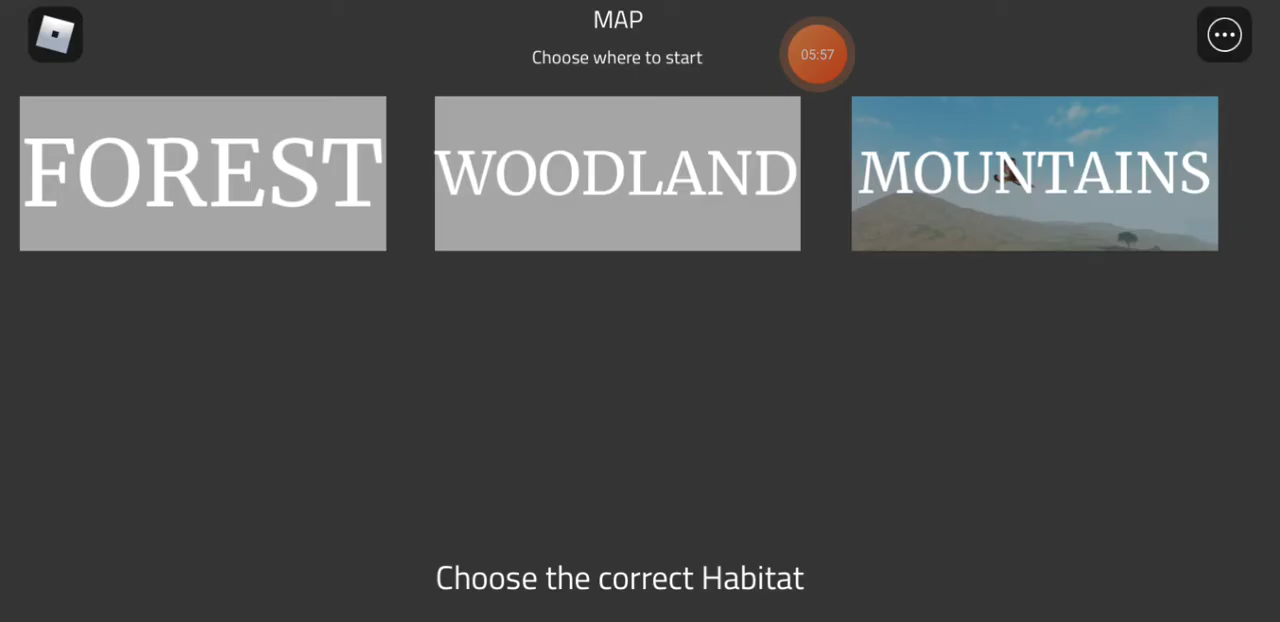 MAP
Choose where to start
05:57
FOREST
WOODLAND
MOUNTAINS
Choose the correct Habitat